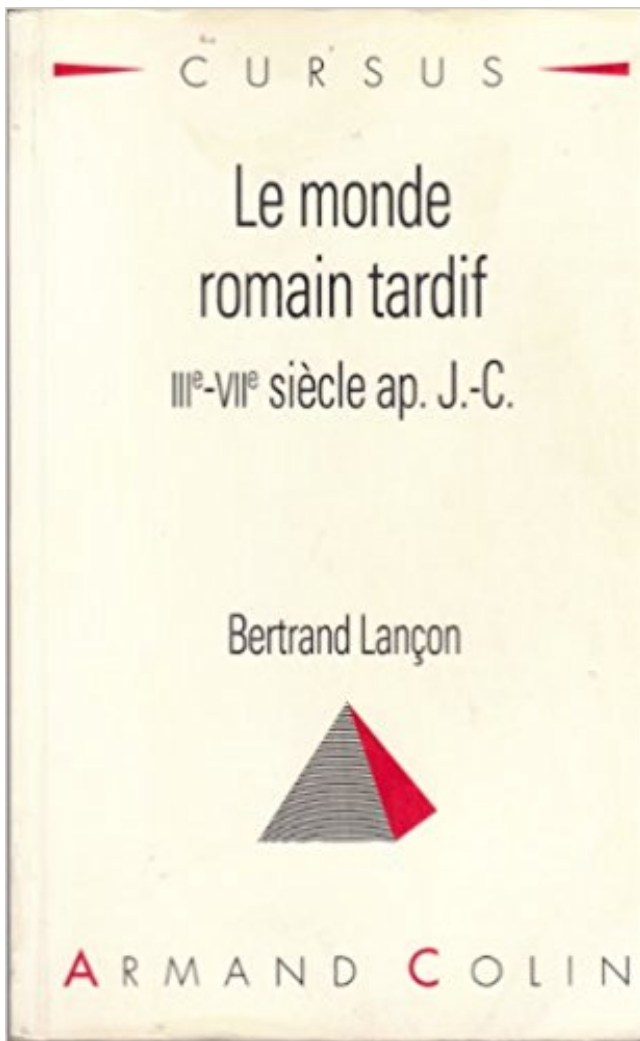 CURSUS
Le monde
romain tardif
IIIe-VIIe siècle ap. J.-C.
Bertrand Lançon
ARMAND COLIN